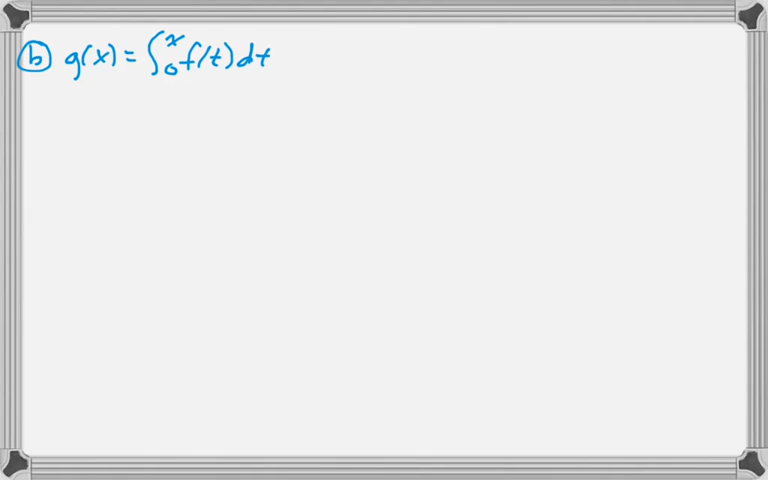 (b) g(x) = ∫₀ˣ f(t) dt